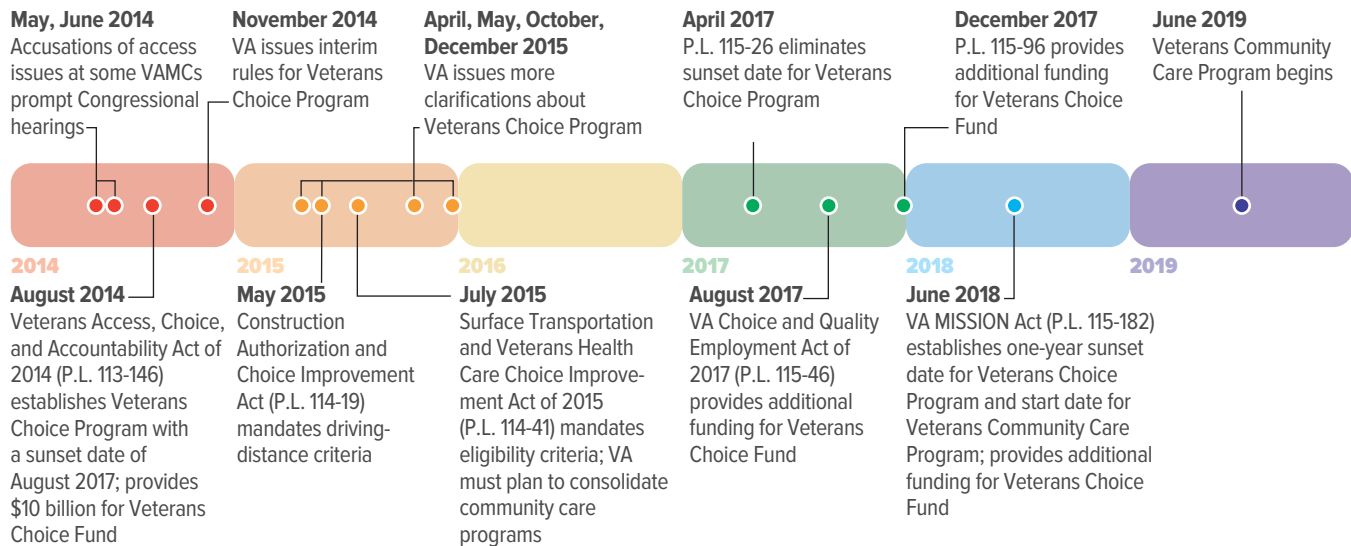 May, June 2014
Accusations of access
issues at some VAMCs
prompt Congressional
hearings
November 2014
VA issues interim
rules for Veterans
Choice Program
April, May, October,
December 2015
VA issues more
clarifications about
Veterans Choice Program
April 2017
P.L. 115-26 eliminates
sunset date for Veterans
Choice Program
December 2017
P.L. 115-96 provides
additional funding
for Veterans Choice
Fund
June 2019
Veterans Community
Care Program begins
2014
2015
2016
2017
2018
2019
August 2014
Veterans Access, Choice,
and Accountability Act of
2014 (P.L. 113-146)
establishes Veterans
Choice Program with
a sunset date of
August 2017; provides
$10 billion for Veterans
Choice Fund
May 2015
Construction
Authorization and
Choice Improvement
Act (P.L. 114-19)
mandates driving-
distance criteria
July 2015
Surface Transportation
and Veterans Health
Care Choice Improve-
ment Act of 2015
(P.L. 114-41) mandates
eligibility criteria; VA
must plan to consolidate
community care
programs
August 2017
VA Choice and Quality
Employment Act of
2017 (P.L. 115-46)
provides additional
funding for Veterans
Choice Fund
June 2018
VA MISSION Act (P.L. 115-182)
establishes one-year sunset
date for Veterans Choice
Program and start date for
Veterans Community Care
Program; provides additional
funding for Veterans Choice
Fund